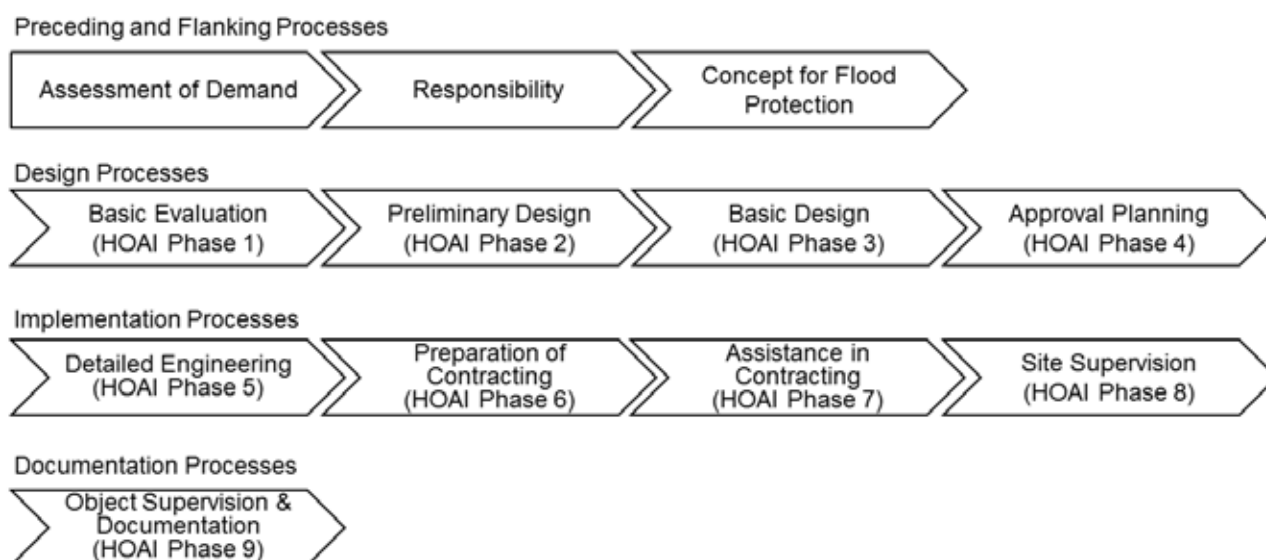 Preceding and Flanking Processes
Assessment of Demand
Responsibility
Concept for Flood
Protection
Design Processes
Basic Evaluation
(HOAI Phase 1)
Preliminary Design
(HOAI Phase 2)
Basic Design
(HOAI Phase 3)
Approval Planning
(HOAI Phase 4)
Implementation Processes
Detailed Engineering
(HOAI Phase 5)
Preparation of
Contracting
(HOAI Phase 6)
Assistance in
Contracting
(HOAI Phase 7)
Site Supervision
(HOAI Phase 8)
Documentation Processes
Object Supervision &
Documentation
(HOAI Phase 9)